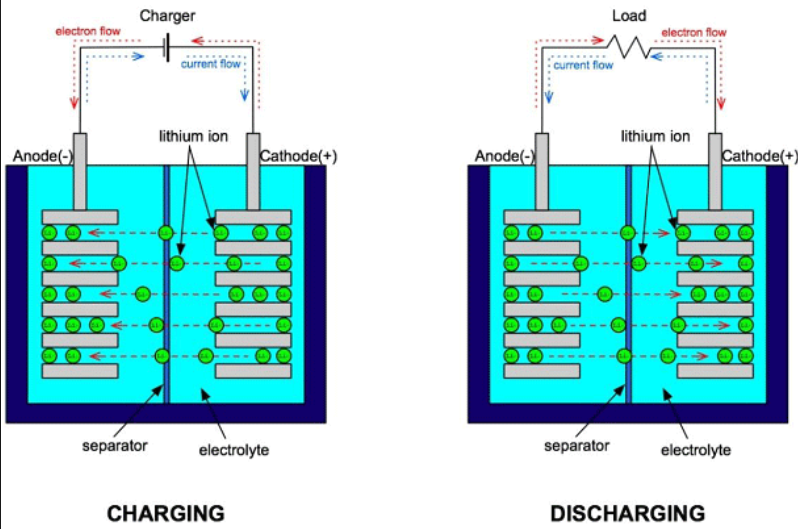 Charger
electron flow
current flow
lithium ion
Anode(-)
Cathode(+)
separator
electrolyte
CHARGING
Load
electron flow
current flow
lithium ion
Anode(-)
Cathode(+)
separator
electrolyte
DISCHARGING